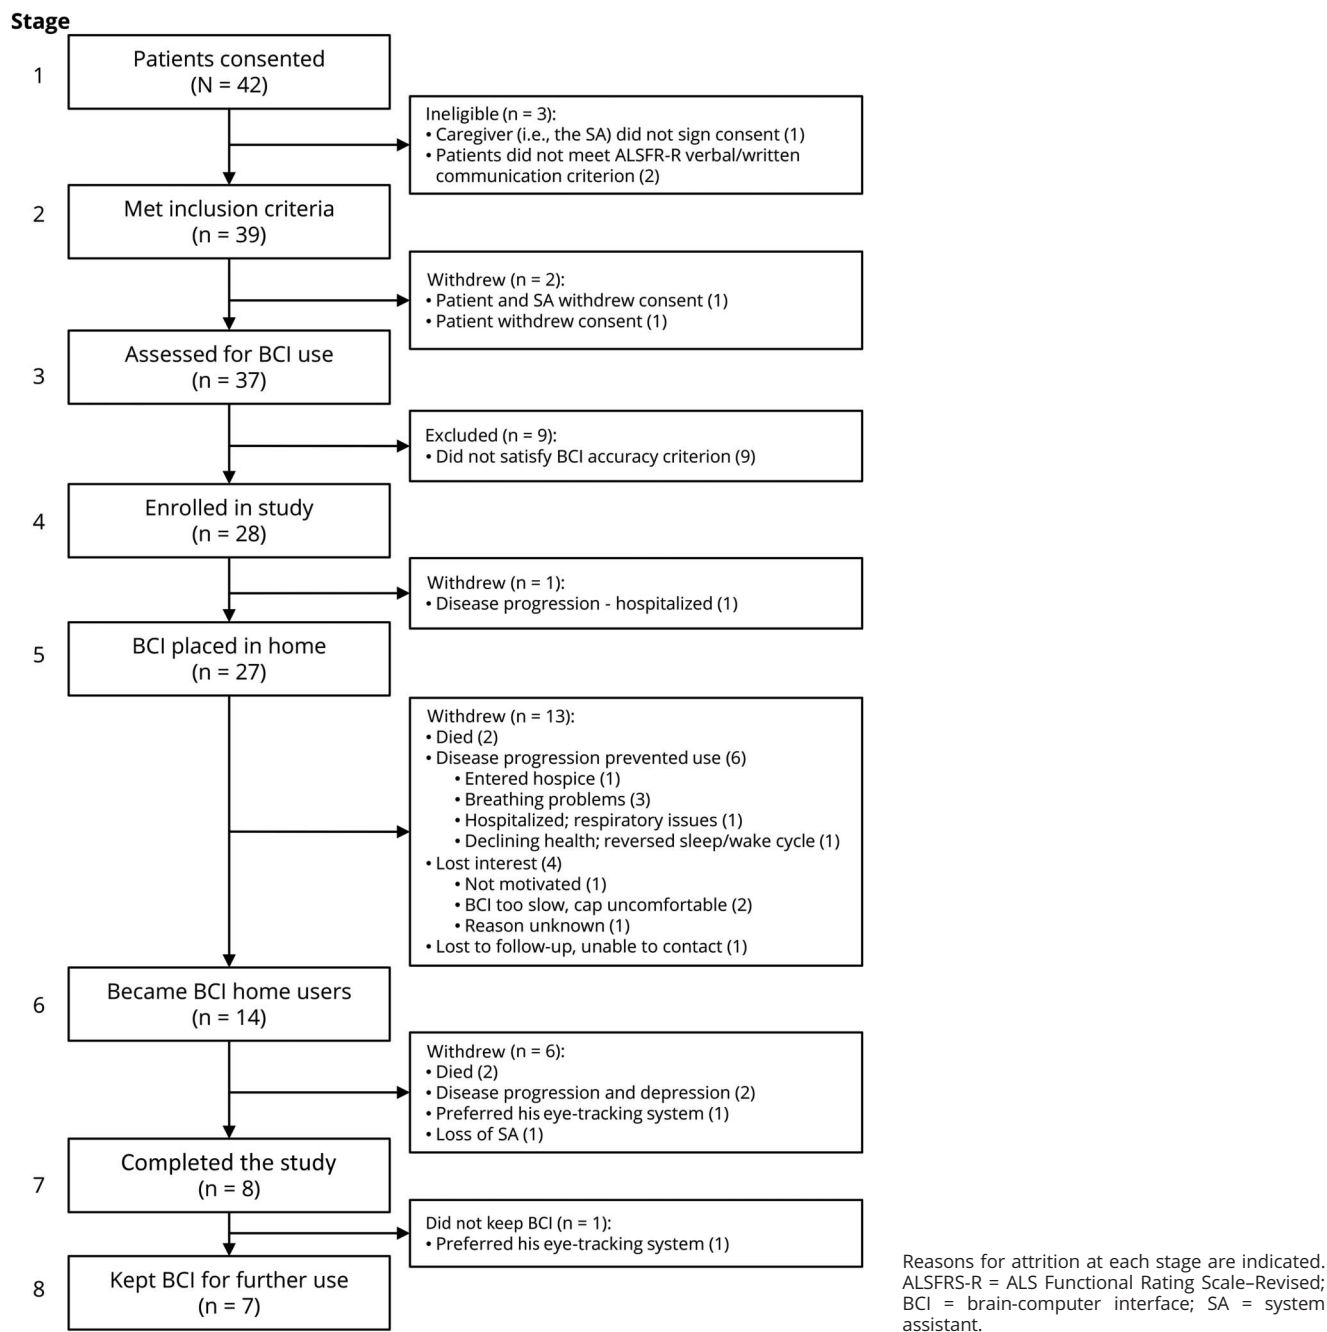 Stage
1
Patients consented
(N = 42)
Ineligible (n = 3):
• Caregiver (i.e., the SA) did not sign consent (1)
• Patients did not meet ALSFR-R verbal/written
communication criterion (2)
2
Met inclusion criteria
(n = 39)
Withdrew (n = 2):
• Patient and SA withdrew consent (1)
• Patient withdrew consent (1)
3
Assessed for BCI use
(n = 37)
Excluded (n = 9):
• Did not satisfy BCI accuracy criterion (9)
4
Enrolled in study
(n = 28)
Withdrew (n = 1):
• Disease progression - hospitalized (1)
5
BCI placed in home
(n = 27)
Withdrew (n = 13):
• Died (2)
• Disease progression prevented use (6)
• Entered hospice (1)
• Breathing problems (3)
• Hospitalized; respiratory issues (1)
• Declining health; reversed sleep/wake cycle (1)
• Lost interest (4)
• Not motivated (1)
• BCI too slow, cap uncomfortable (2)
• Reason unknown (1)
• Lost to follow-up, unable to contact (1)
6
Became BCI home users
(n = 14)
Withdrew (n = 6):
• Died (2)
• Disease progression and depression (2)
• Preferred his eye-tracking system (1)
• Loss of SA (1)
7
Completed the study
(n = 8)
Did not keep BCI (n = 1):
• Preferred his eye-tracking system (1)
8
Kept BCI for further use
(n = 7)
Reasons for attrition at each stage are indicated.
ALSFRS-R = ALS Functional Rating Scale–Revised;
BCI = brain-computer interface; SA = system
assistant.